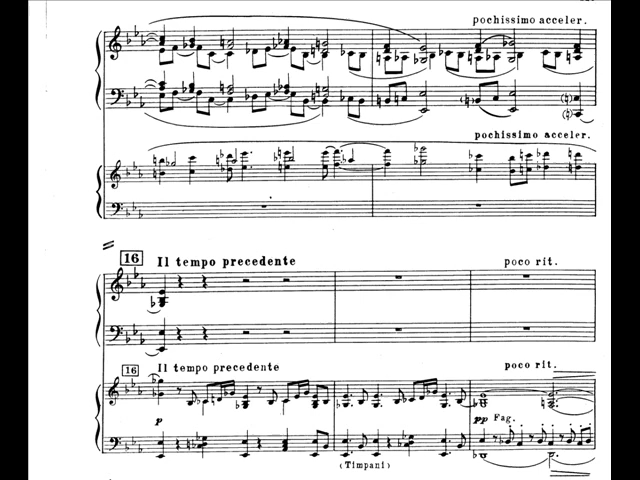 pochissimo acceler.
pochissimo acceler.
16 Il tempo precedente poco rit.
16 Il tempo precedente poco rit.
p pp Fag.
(Timpani)